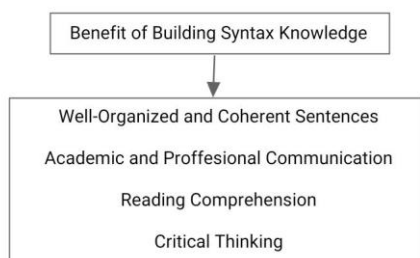 Benefit of Building Syntax Knowledge
Well-Organized and Coherent Sentences
Academic and Proffesional Communication
Reading Comprehension
Critical Thinking